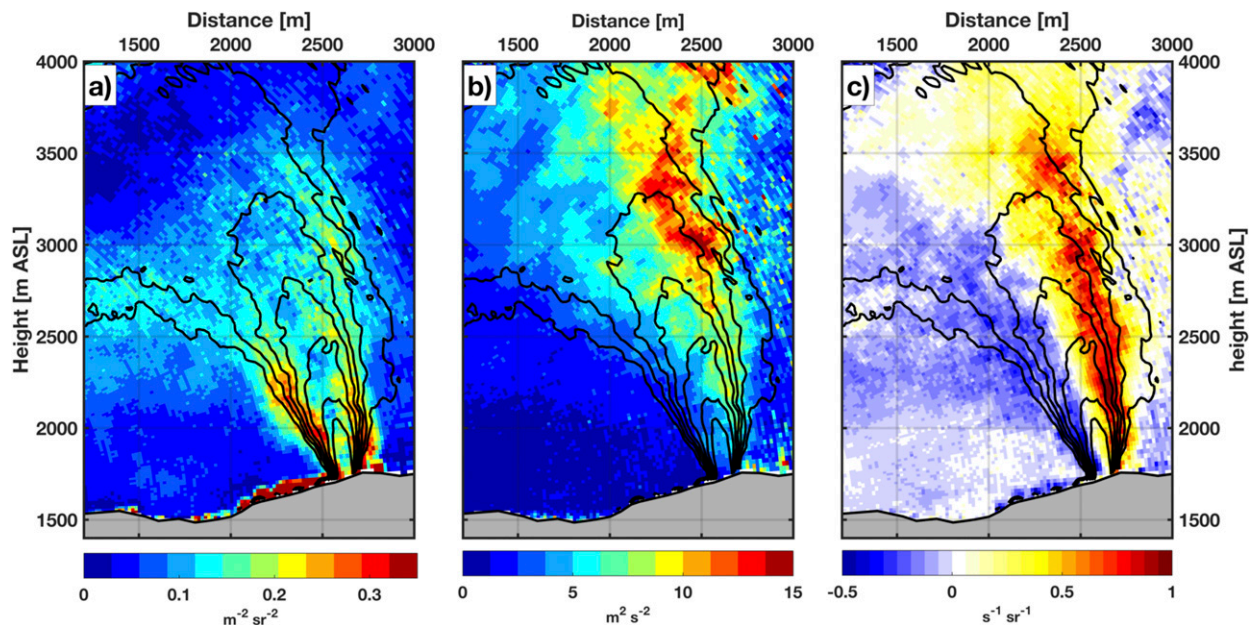 Distance [m] Distance [m] Distance [m]
1500 2000 2500 3000 1500 2000 2500 3000 1500 2000 2500 3000
4000 a) b) c) 4000
3500 3500
3000 3000
2500 2500
2000 2000
1500 1500
Height [m ASL] height [m ASL]
0 0.1 0.2 0.3 0 5 10 15 -0.5 0 0.5 1
m⁻² sr⁻² m² s⁻² s⁻¹ sr⁻¹